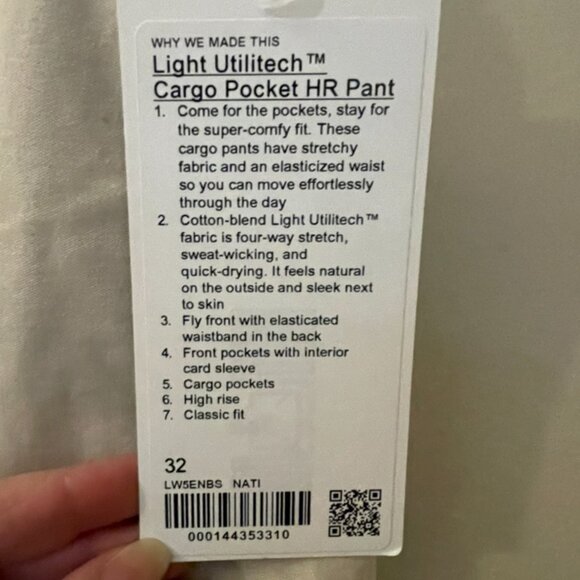 WHY WE MADE THIS
Light Utilitech™
Cargo Pocket HR Pant
1. Come for the pockets, stay for
the super-comfy fit. These
cargo pants have stretchy
fabric and an elasticized waist
so you can move effortlessly
through the day
2. Cotton-blend Light Utilitech™
fabric is four-way stretch,
sweat-wicking, and
quick-drying. It feels natural
on the outside and sleek next
to skin
3. Fly front with elasticated
waistband in the back
4. Front pockets with interior
card sleeve
5. Cargo pockets
6. High rise
7. Classic fit
32
LW5ENBS NATI
000144353310